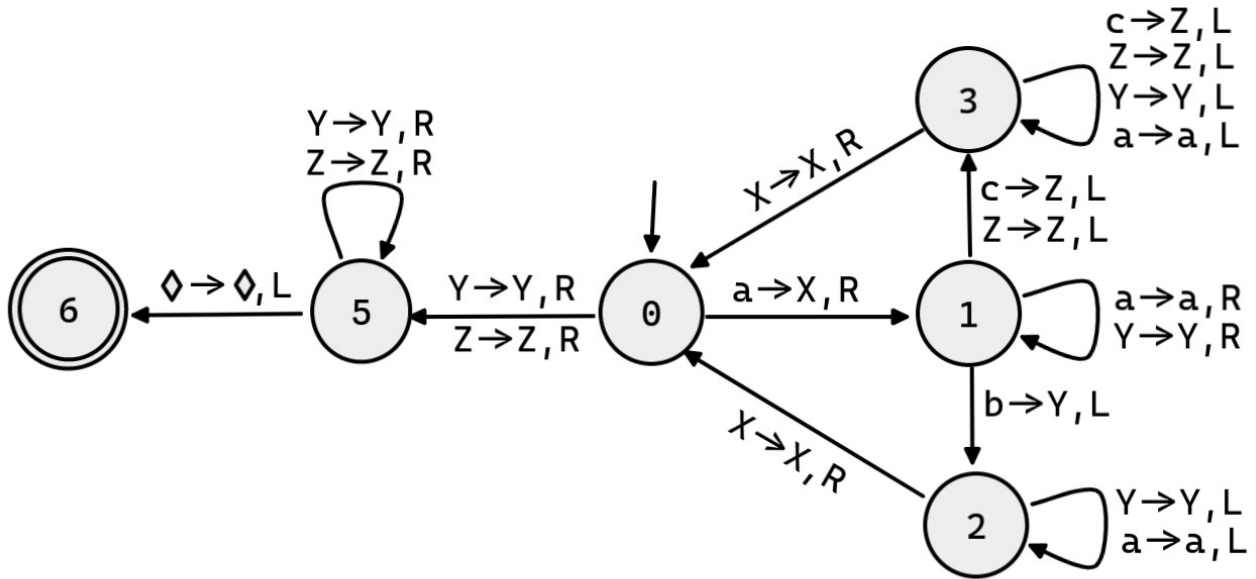 c→Z,L
Z→Z,L
Y→Y,L
a→a,L
3
Y→Y,R
Z→Z,R
X→X,R
c→Z,L
Z→Z,L
6
◊→◊,L
5
Y→Y,R
Z→Z,R
0
a→X,R
1
a→a,R
Y→Y,R
b→Y,L
X→X,R
2
Y→Y,L
a→a,L